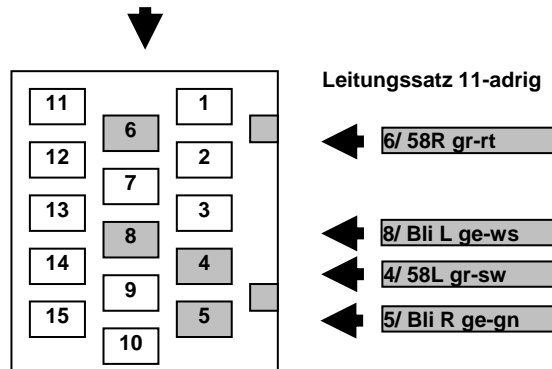 Leitungssatz 11-adrig
11 1
6
12 2
7
13 3
8
14 4
9
15 5
10
6/ 58R gr-rt
8/ Bli L ge-ws
4/ 58L gr-sw
5/ Bli R ge-gn